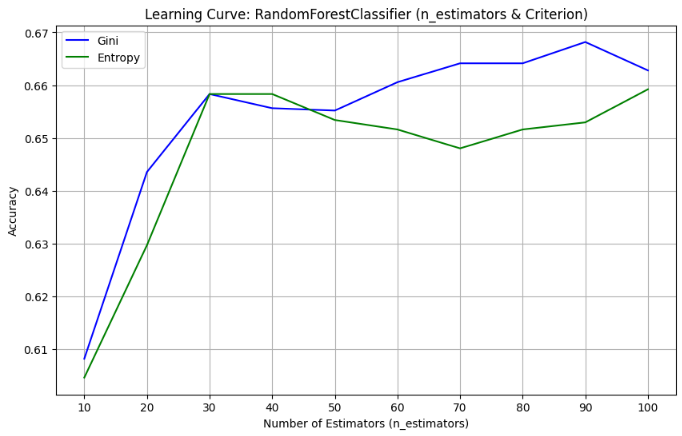 Learning Curve: RandomForestClassifier (n_estimators & Criterion)
Gini
Entropy
0.67
0.66
0.65
0.64
0.63
0.62
0.61
Accuracy
10 20 30 40 50 60 70 80 90 100
Number of Estimators (n_estimators)